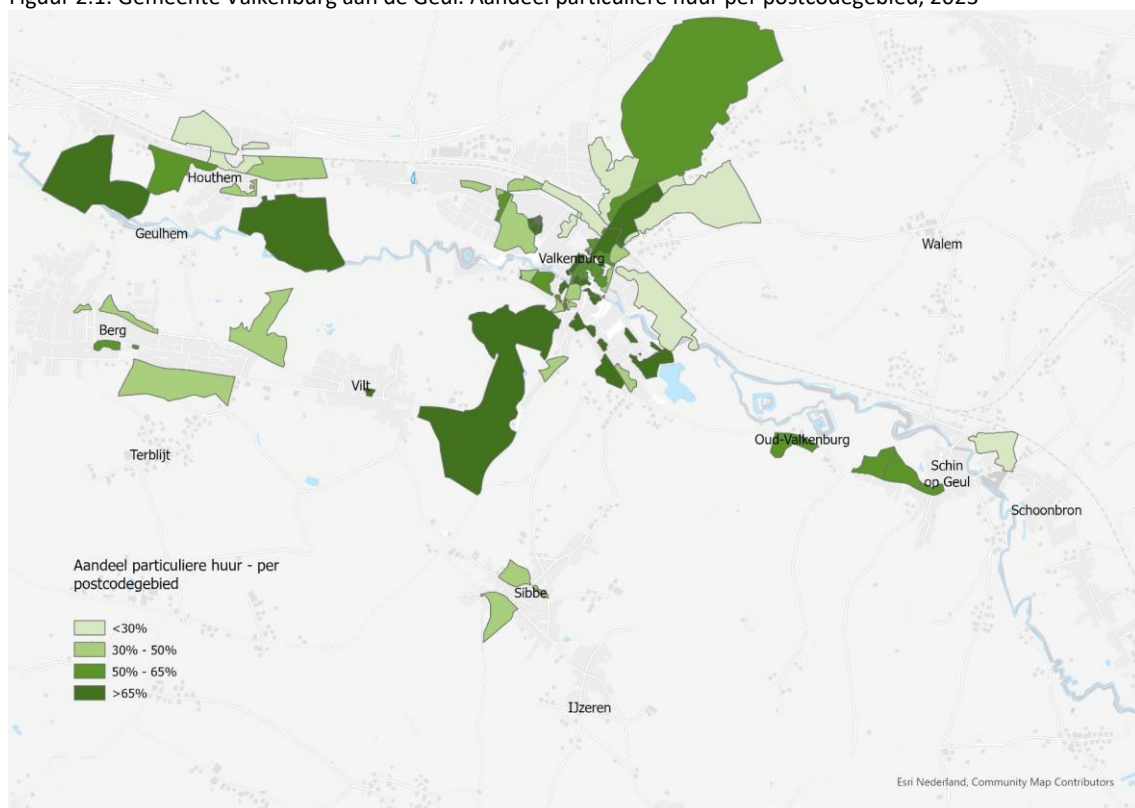 Figuur 2.1: Gemeente Valkenburg aan de Geul. Aandeel particuliere huur per postcodegebied, 2023
Houthem
Geulhem
Valkenburg
Walem
Berg
Vilt
Oud-Valkenburg
Terblijt
Schin
op Geul
Schoonbron
Aandeel particuliere huur - per
postcodegebied
Sibbe
<30%
30% - 50%
50% - 65%
>65%
IJzeren
Esri Nederland, Community Map Contributors